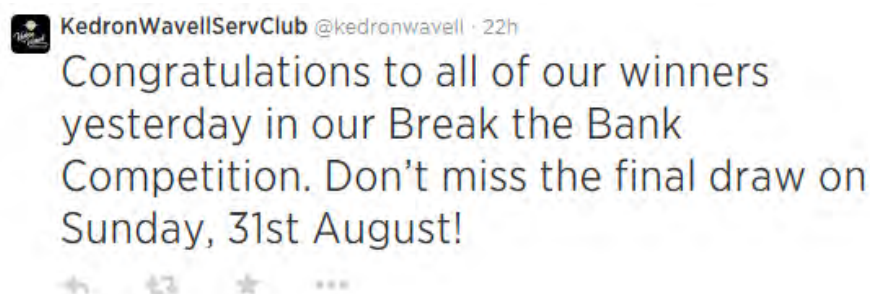 KedronWavellServClub @kedronwavell · 22h
Congratulations to all of our winners
yesterday in our Break the Bank
Competition. Don’t miss the final draw on
Sunday, 31st August!